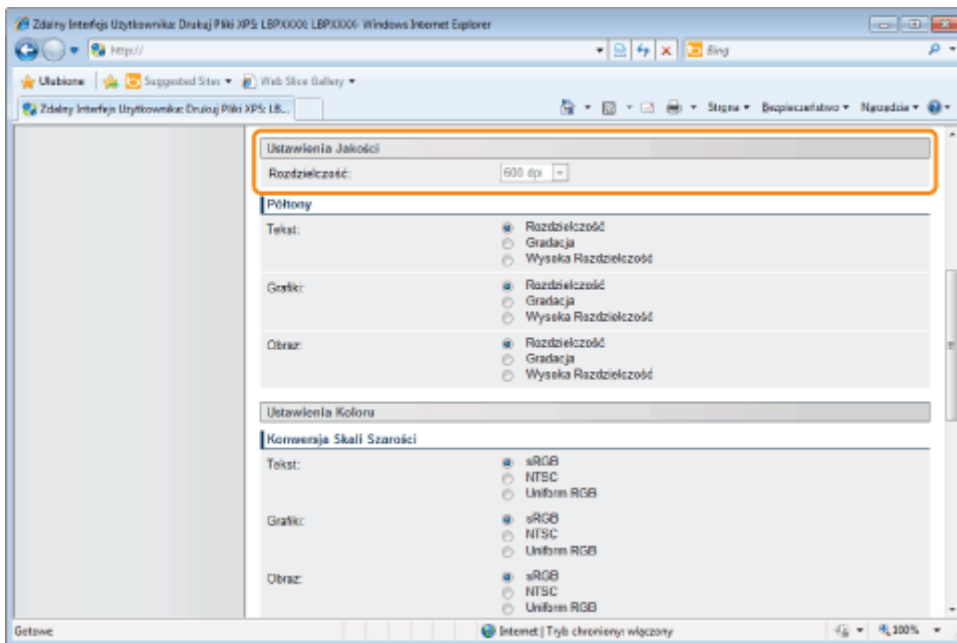 Zdalny Interfejs Użytkownika: Drukuj Pliki XPS: LBPXXXX: LBPXXXX- Windows Internet Explorer
http://
Bing
Ulubione Suggested Sites Web Slice Gallery
Zdalny Interfejs Użytkownika: Drukuj Pliki XPS: LB... Strona Bezpieczeństwo Narzędzia
Ustawienia Jakości
Rozdzielczość: 600 dpi
Półtony
Tekst: Rozdzielczość
Gradacja
Wysoka Rozdzielczość
Grafiki: Rozdzielczość
Gradacja
Wysoka Rozdzielczość
Obraz: Rozdzielczość
Gradacja
Wysoka Rozdzielczość
Ustawienia Koloru
Konwersja Skali Szarości
Tekst: sRGB
NTSC
Uniform RGB
Grafiki: sRGB
NTSC
Uniform RGB
Obraz: sRGB
NTSC
Uniform RGB
Gotowe Internet | Tryb chroniony: włączony 100%